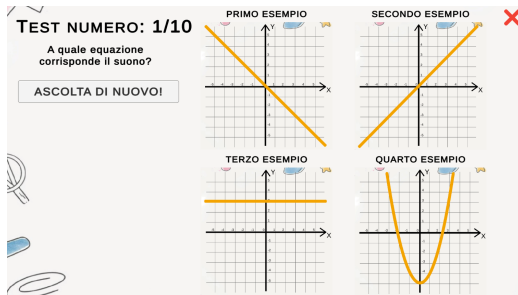 TEST NUMERO: 1/10
A quale equazione
corrisponde il suono?
ASCOLTA DI NUOVO!
PRIMO ESEMPIO
Y
X
SECONDO ESEMPIO
Y
X
TERZO ESEMPIO
Y
X
QUARTO ESEMPIO
Y
X